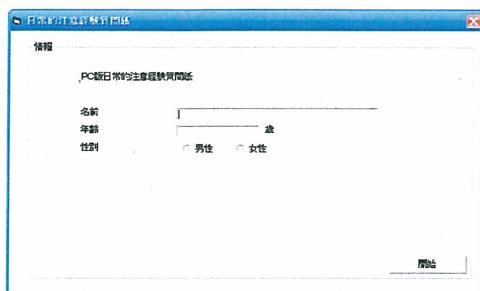 日常的注意経験質問紙
情報
PC版日常的注意経験質問紙
名前
年齢 歳
性別 男性 女性
開始